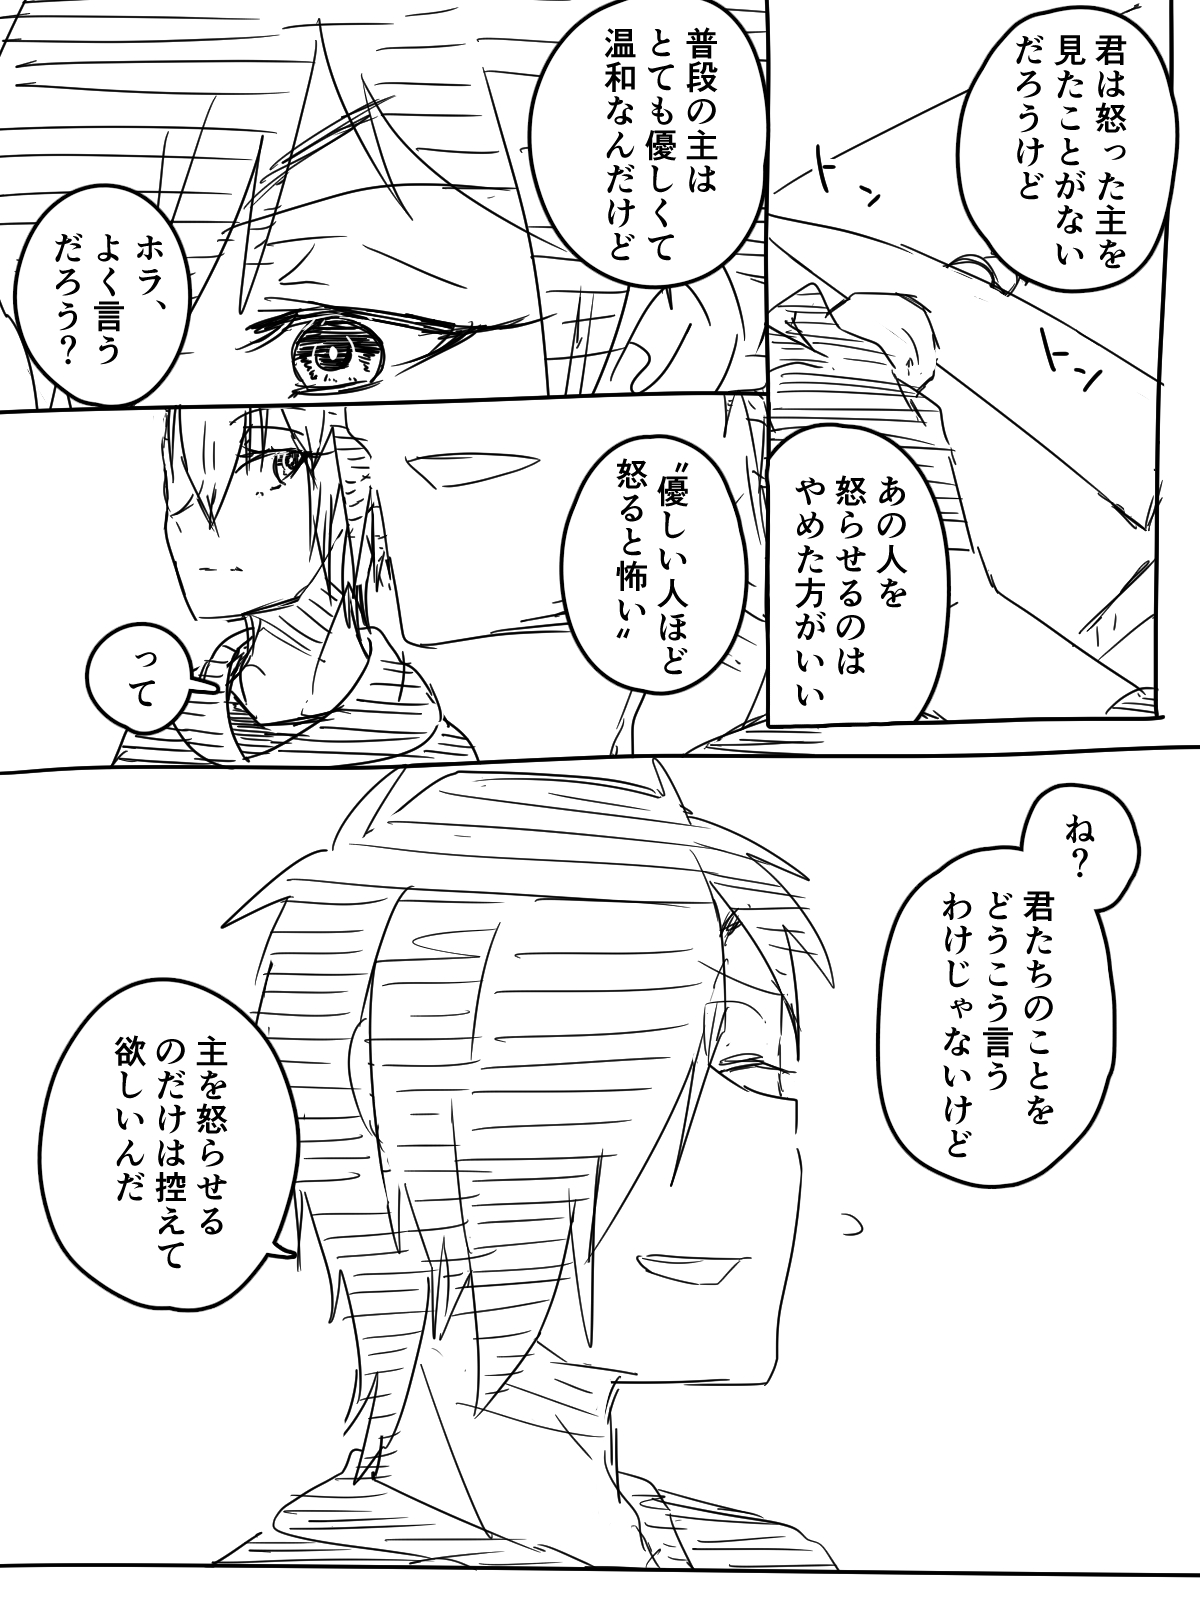 君は怒った主を
見たことがない
だろうけど
トン
トン
あの人を
怒らせるのは
やめた方がいい
普段の主は
とても優しくて
温和なんだけど
ホラ、
よく言う
だろう？
〝優しい人ほど
怒ると怖い〟
って
ね？
君たちのことを
どうこう言う
わけじゃないけど
主を怒らせる
のだけは控えて
欲しいんだ